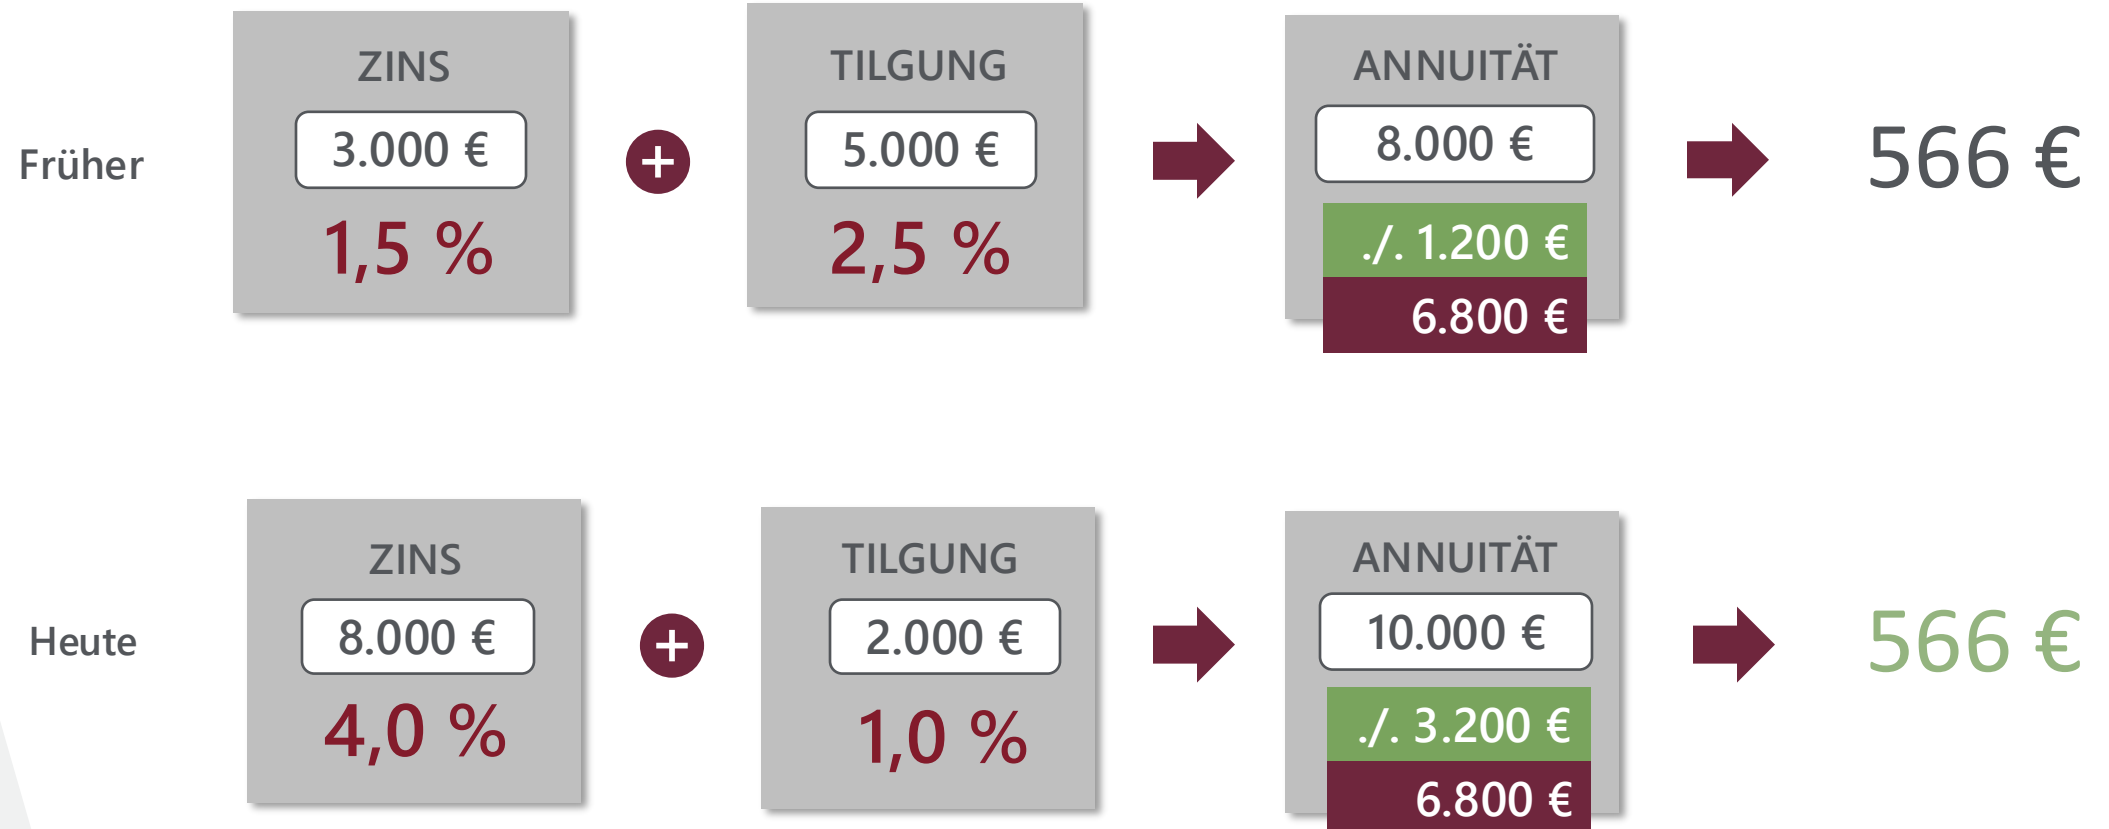 Früher
ZINS
3.000 €
1,5 %
+
TILGUNG
5.000 €
2,5 %
ANNUITÄT
8.000 €
./. 1.200 €
6.800 €
566 €
Heute
ZINS
8.000 €
4,0 %
+
TILGUNG
2.000 €
1,0 %
ANNUITÄT
10.000 €
./. 3.200 €
6.800 €
566 €